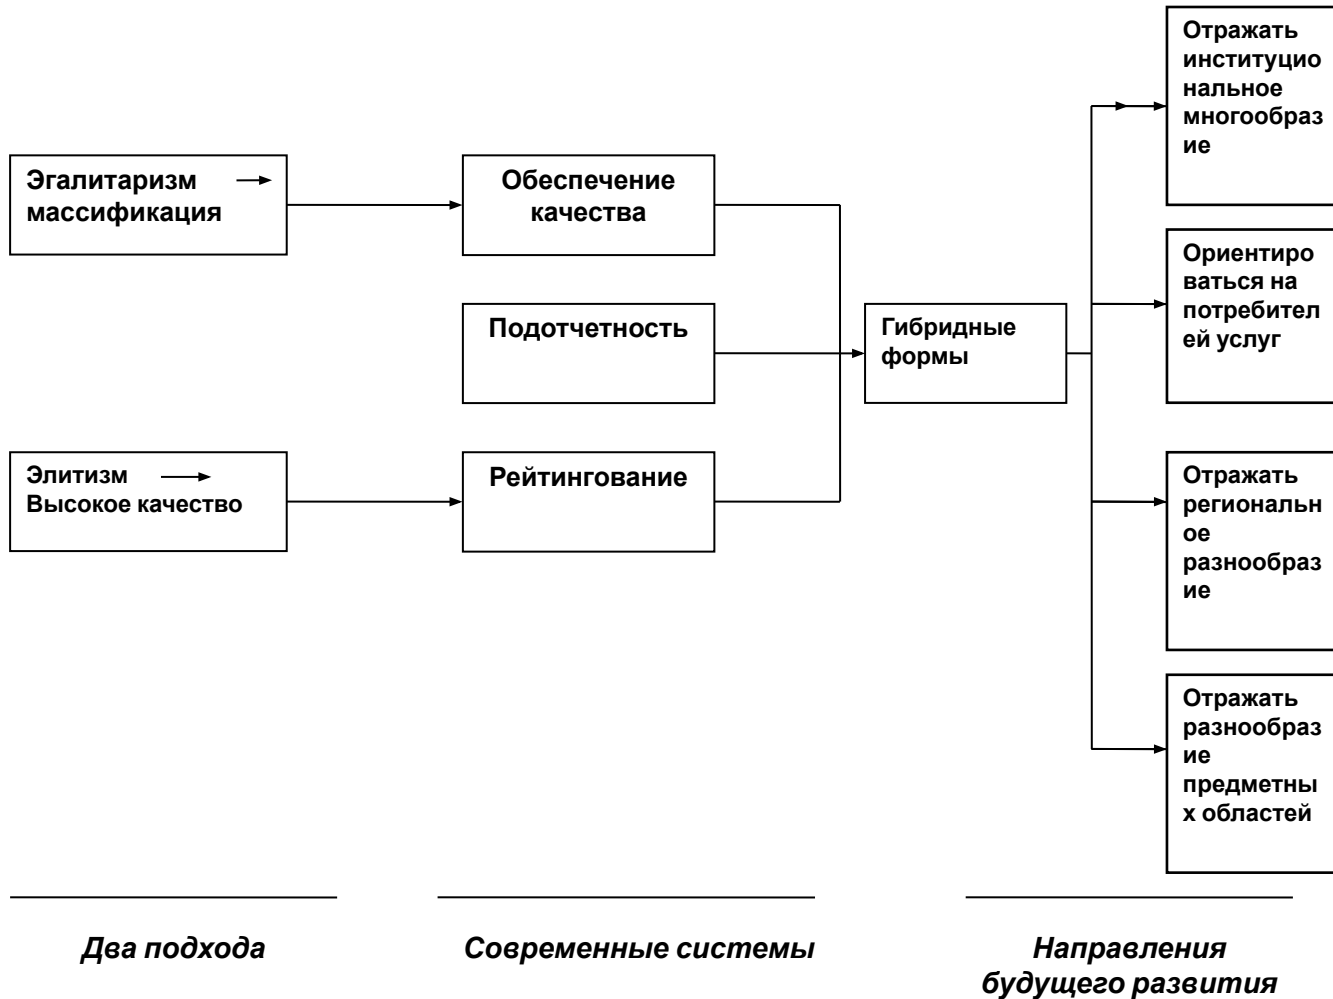 Эгалитаризм →
массификация
Элитизм →
Высокое качество
Обеспечение
качества
Подотчетность
Рейтингование
Гибридные
формы
Отражать
институцио
нальное
многообраз
ие
Ориентиро
ваться на
потребител
ей услуг
Отражать
региональн
ое
разнообраз
ие
Отражать
разнообраз
ие
предметны
х областей
Два подхода
Современные системы
Направления
будущего развития